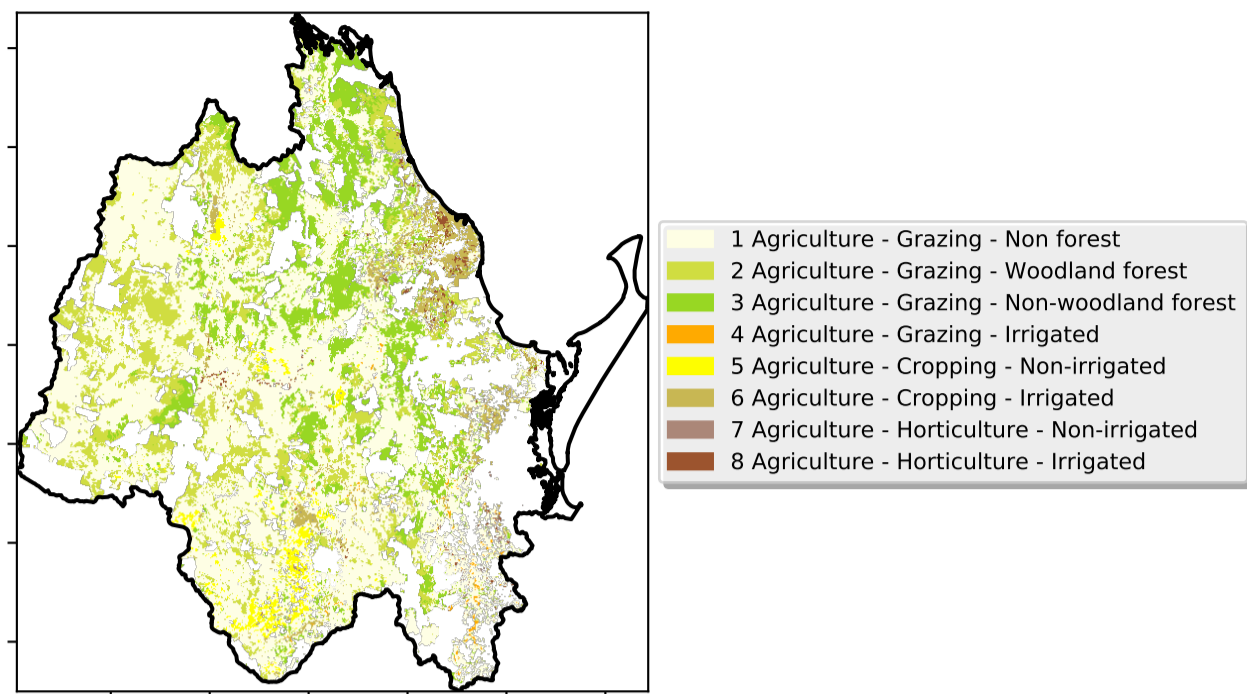 1 Agriculture - Grazing - Non forest
2 Agriculture - Grazing - Woodland forest
3 Agriculture - Grazing - Non-woodland forest
4 Agriculture - Grazing - Irrigated
5 Agriculture - Cropping - Non-irrigated
6 Agriculture - Cropping - Irrigated
7 Agriculture - Horticulture - Non-irrigated
8 Agriculture - Horticulture - Irrigated